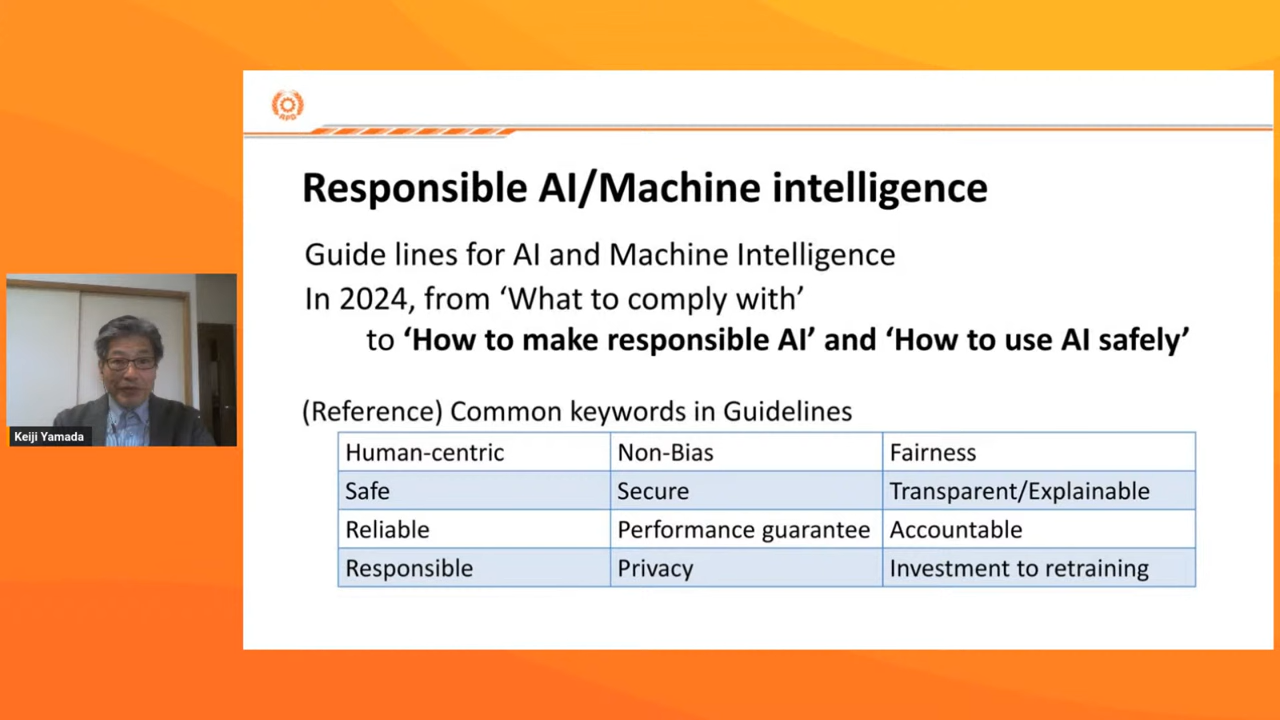 Responsible AI/Machine intelligence
Guide lines for AI and Machine Intelligence
In 2024, from ‘What to comply with’
to ‘How to make responsible AI’ and ‘How to use AI safely’
(Reference) Common keywords in Guidelines
Human-centric Non-Bias Fairness
Safe Secure Transparent/Explainable
Reliable Performance guarantee Accountable
Responsible Privacy Investment to retraining
Keiji Yamada